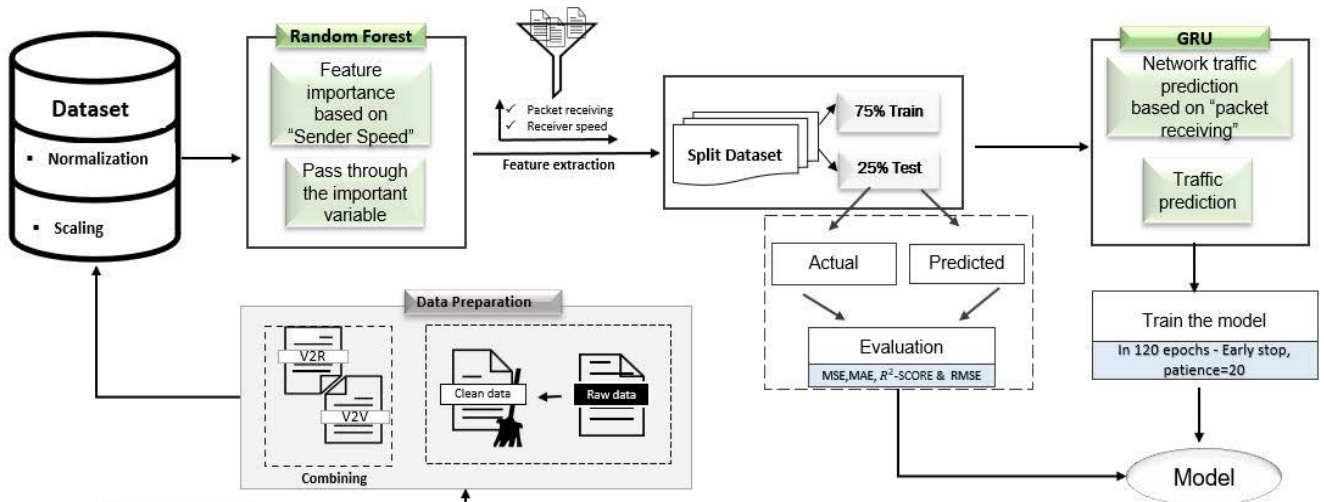 Dataset
▪ Normalization
▪ Scaling
Random Forest
Feature
importance
based on
“Sender Speed”
Pass through
the important
variable
✓ Packet receiving
✓ Receiver speed
Feature extraction
Split Dataset
75% Train
25% Test
Actual
Predicted
Evaluation
MSE,MAE, R²-SCORE & RMSE
GRU
Network traffic
prediction
based on “packet
receiving”
Traffic
prediction
Train the model
In 120 epochs - Early stop,
patience=20
Model
Data Preparation
V2R
V2V
Combining
Clean data
Raw data